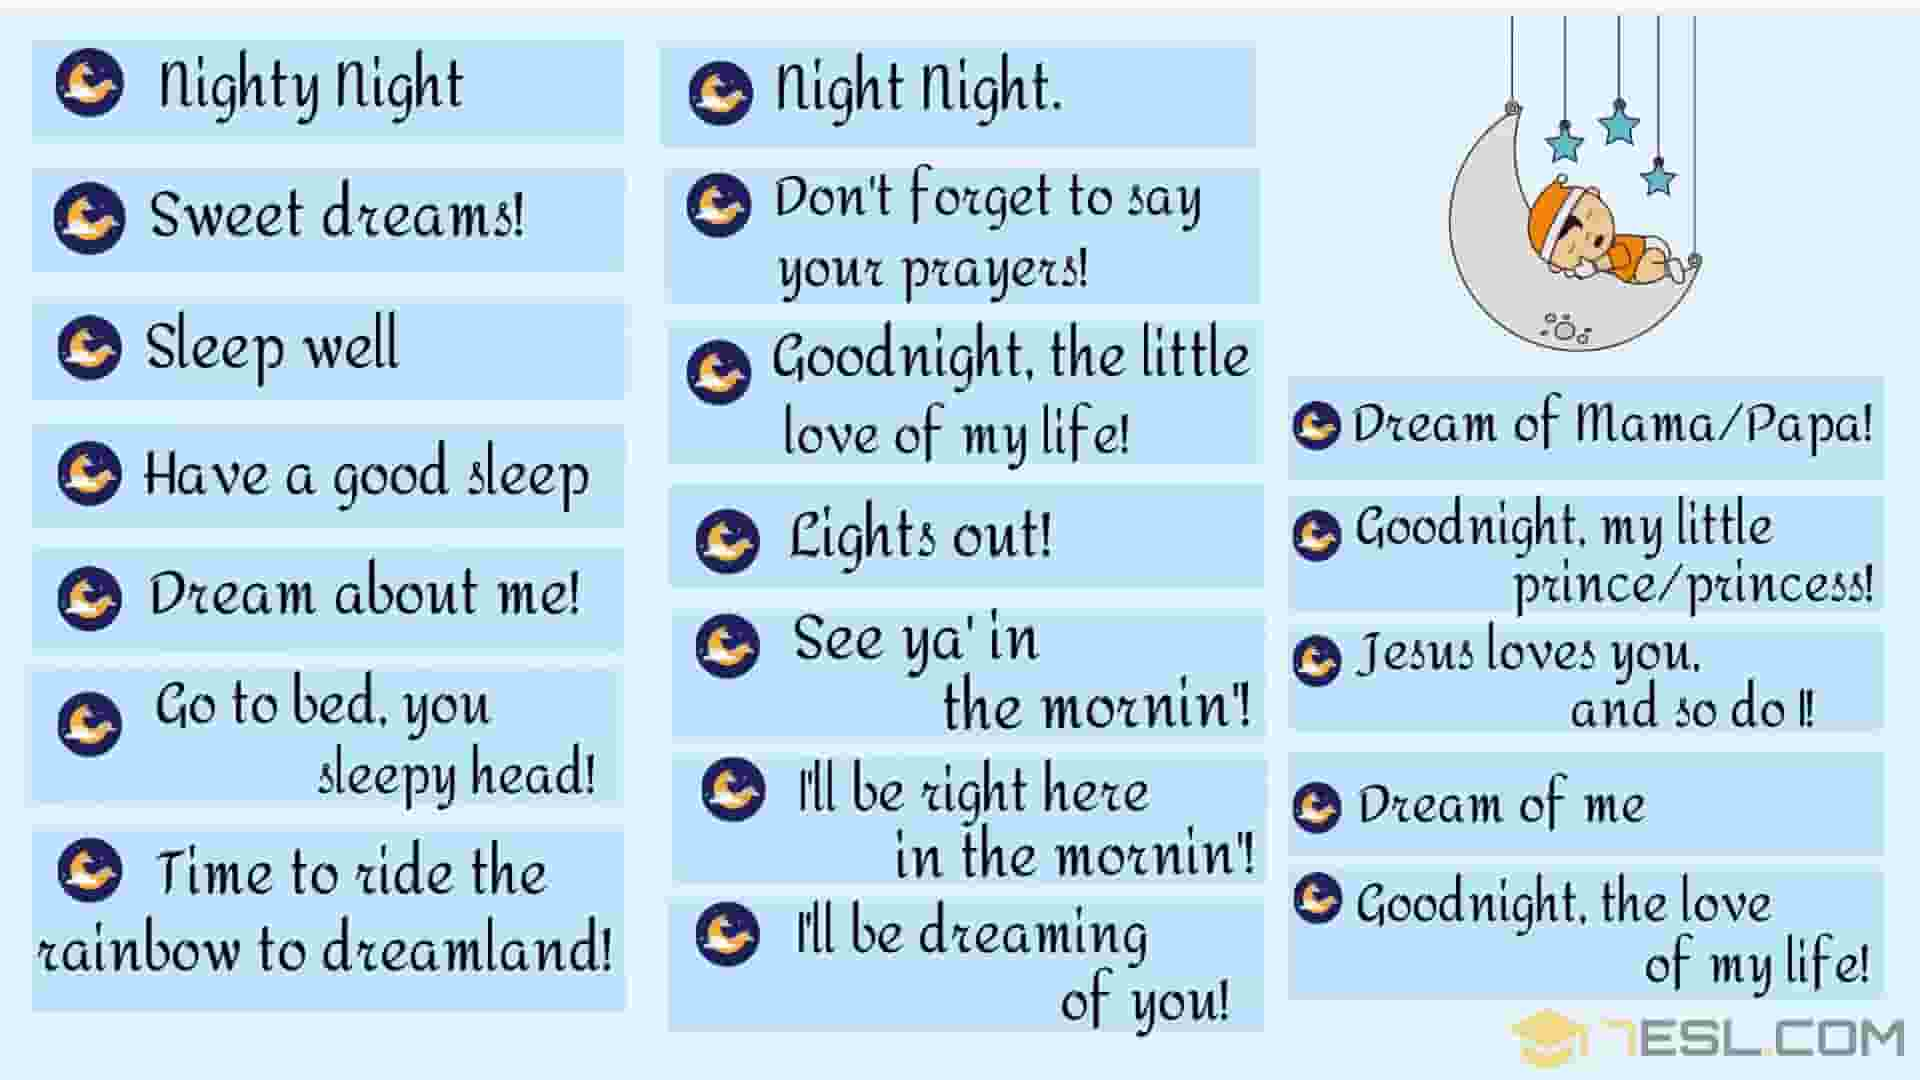 Nighty Night
Sweet dreams!
Sleep well
Have a good sleep
Dream about me!
Go to bed, you
sleepy head!
Time to ride the
rainbow to dreamland!
Night Night.
Don't forget to say
your prayers!
Goodnight, the little
love of my life!
Lights out!
See ya' in
the mornin'!
I'll be right here
in the mornin'!
I'll be dreaming
of you!
Dream of Mama/Papa!
Goodnight, my little
prince/princess!
Jesus loves you,
and so do I!
Dream of me
Goodnight, the love
of my life!
7ESL.COM